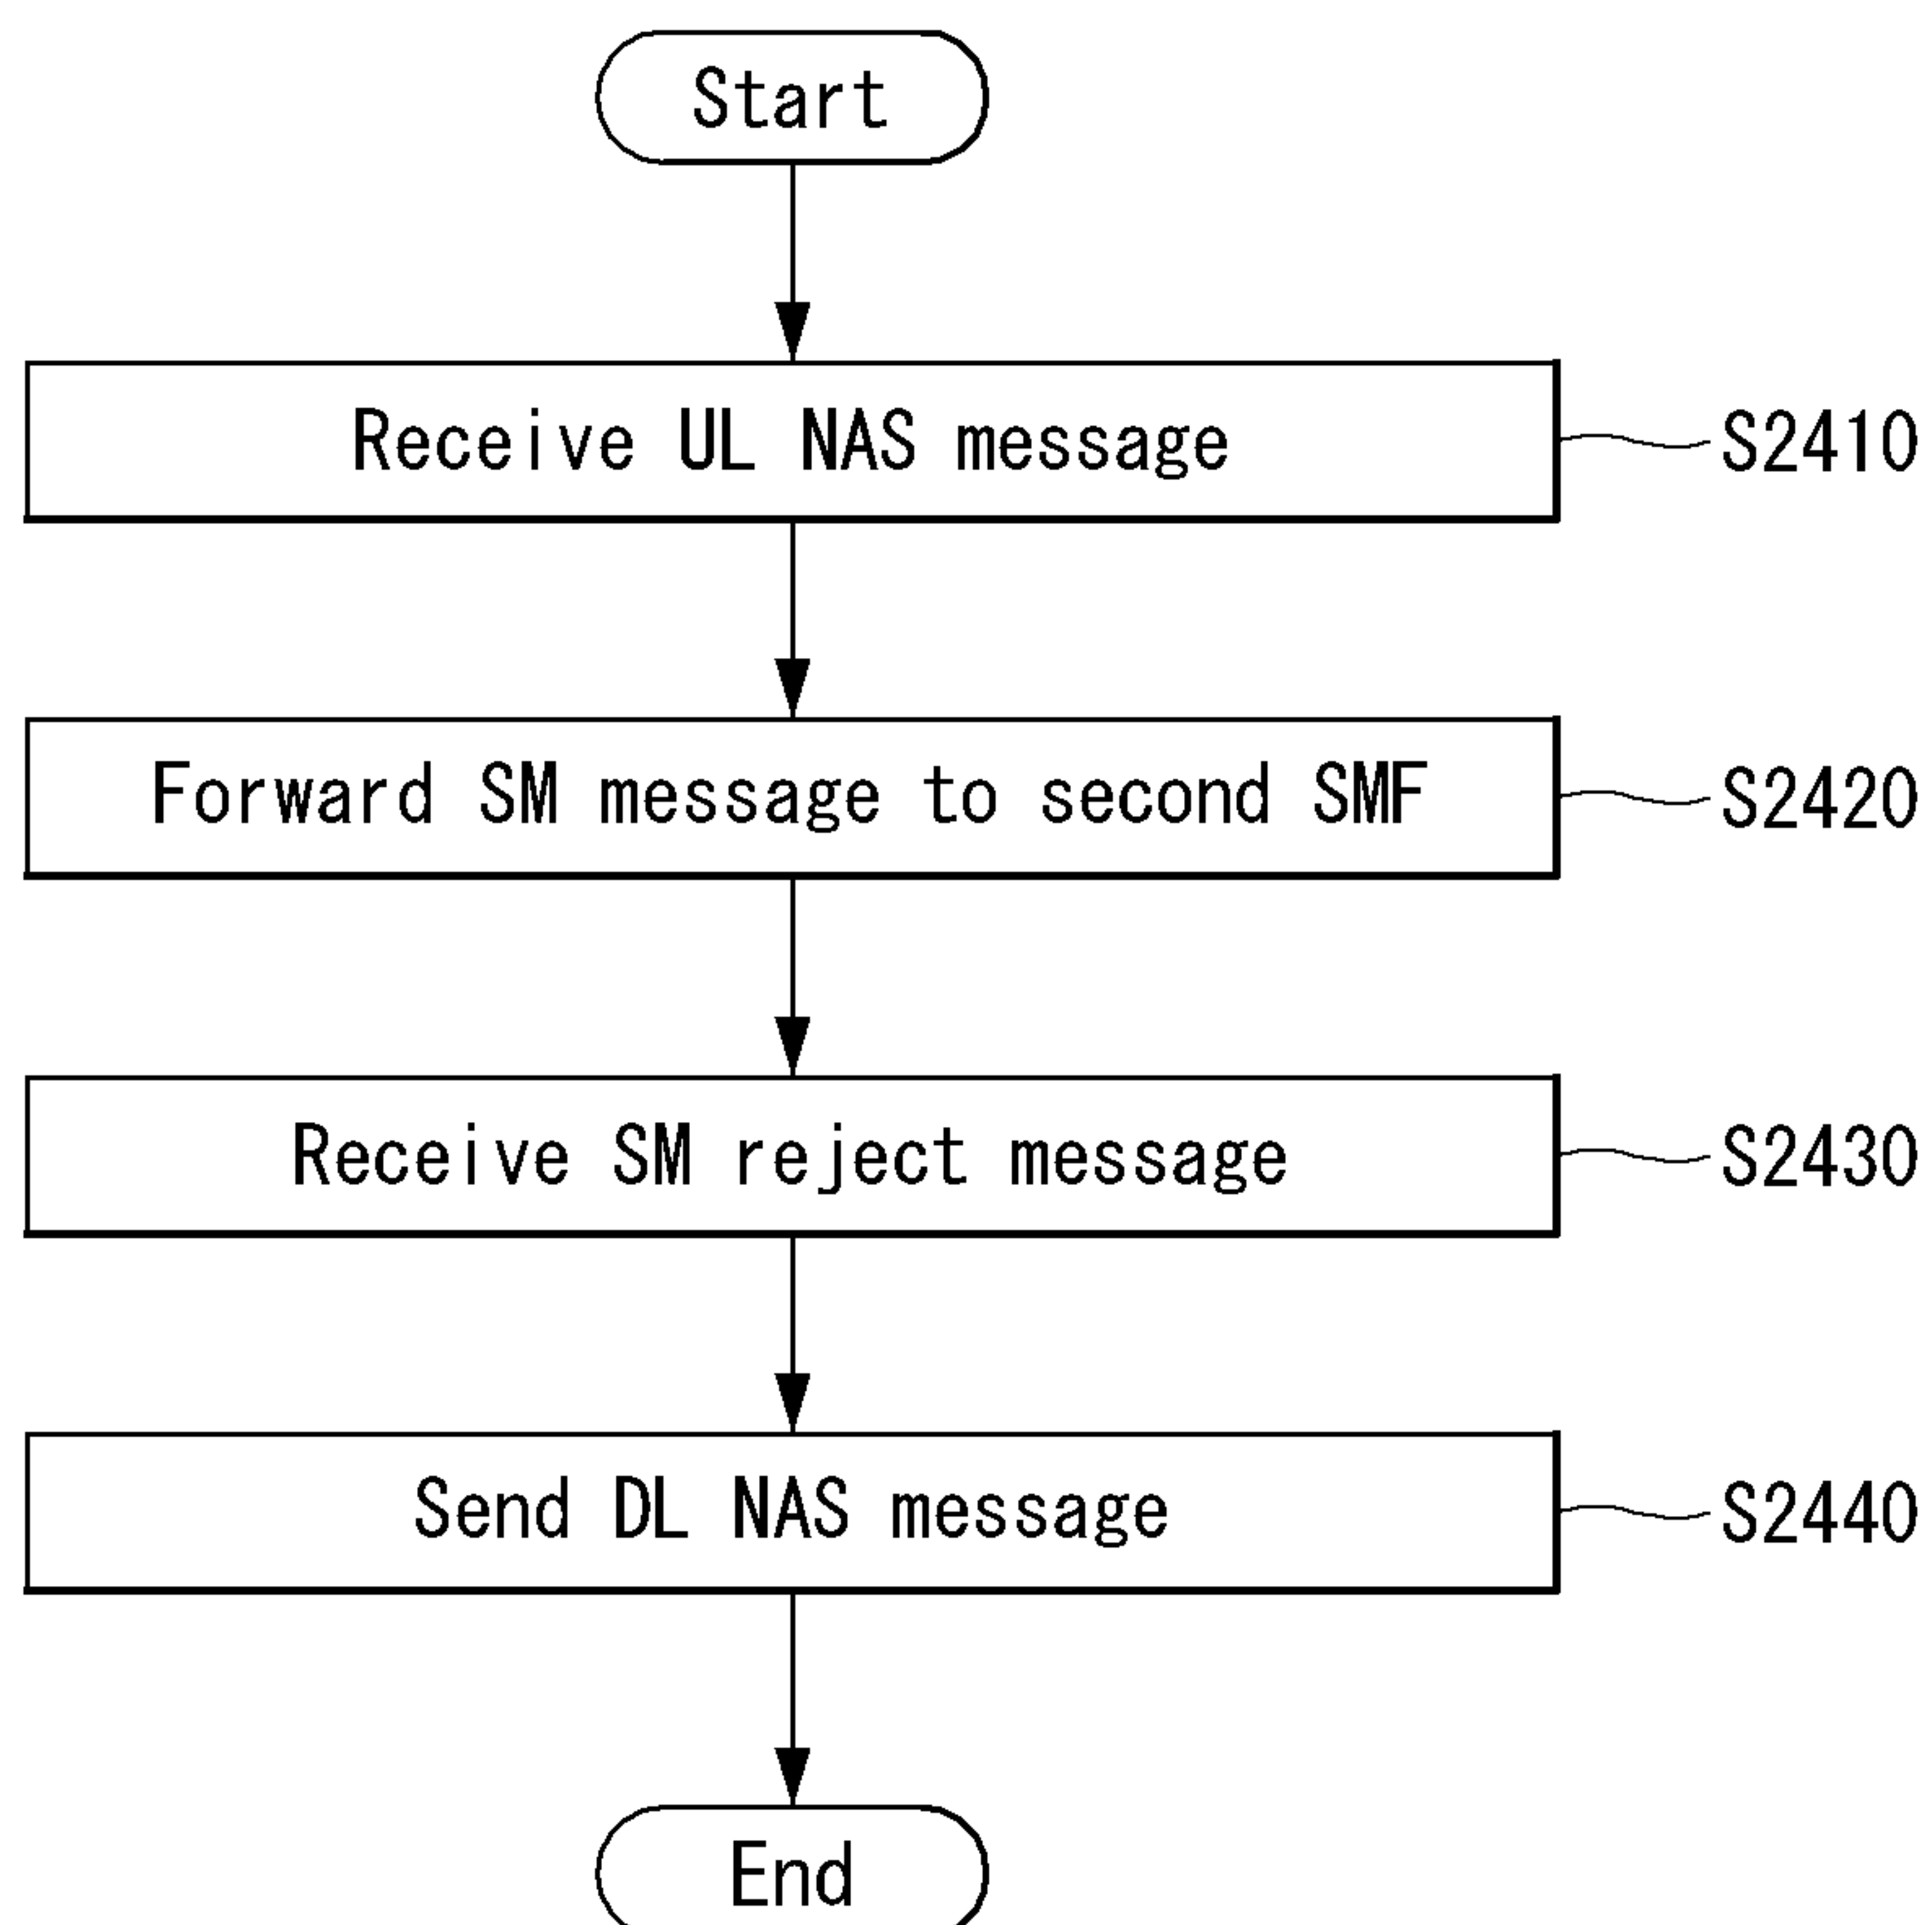 Start
Receive UL NAS message
S2410
Forward SM message to second SMF
S2420
Receive SM reject message
S2430
Send DL NAS message
S2440
End